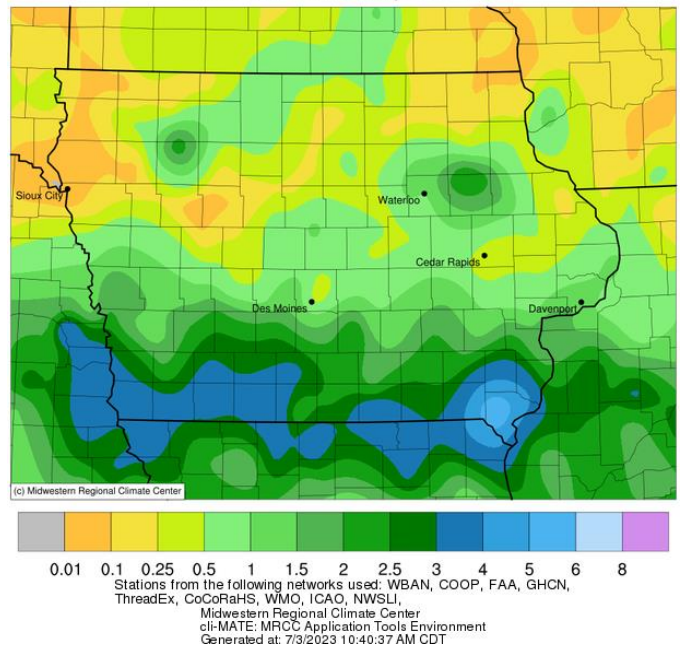 Sioux City
Waterloo
Cedar Rapids
Des Moines
Davenport
(c) Midwestern Regional Climate Center
0.01 0.1 0.25 0.5 1 1.5 2 2.5 3 4 5 6 8
Stations from the following networks used: WBAN, COOP, FAA, GHCN,
ThreadEx, CoCoRaHS, WMO, ICAO, NWSLI,
Midwestern Regional Climate Center
cli-MATE: MRCC Application Tools Environment
Generated at: 7/3/2023 10:40:37 AM CDT